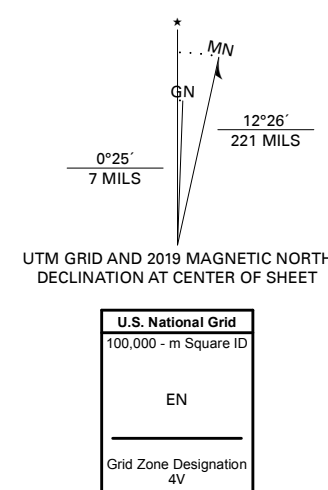 MN
GN
12°26´
221 MILS
0°25´
7 MILS
UTM GRID AND 2019 MAGNETIC NORTH
DECLINATION AT CENTER OF SHEET
U.S. National Grid
100,000 - m Square ID
EN
Grid Zone Designation
4V